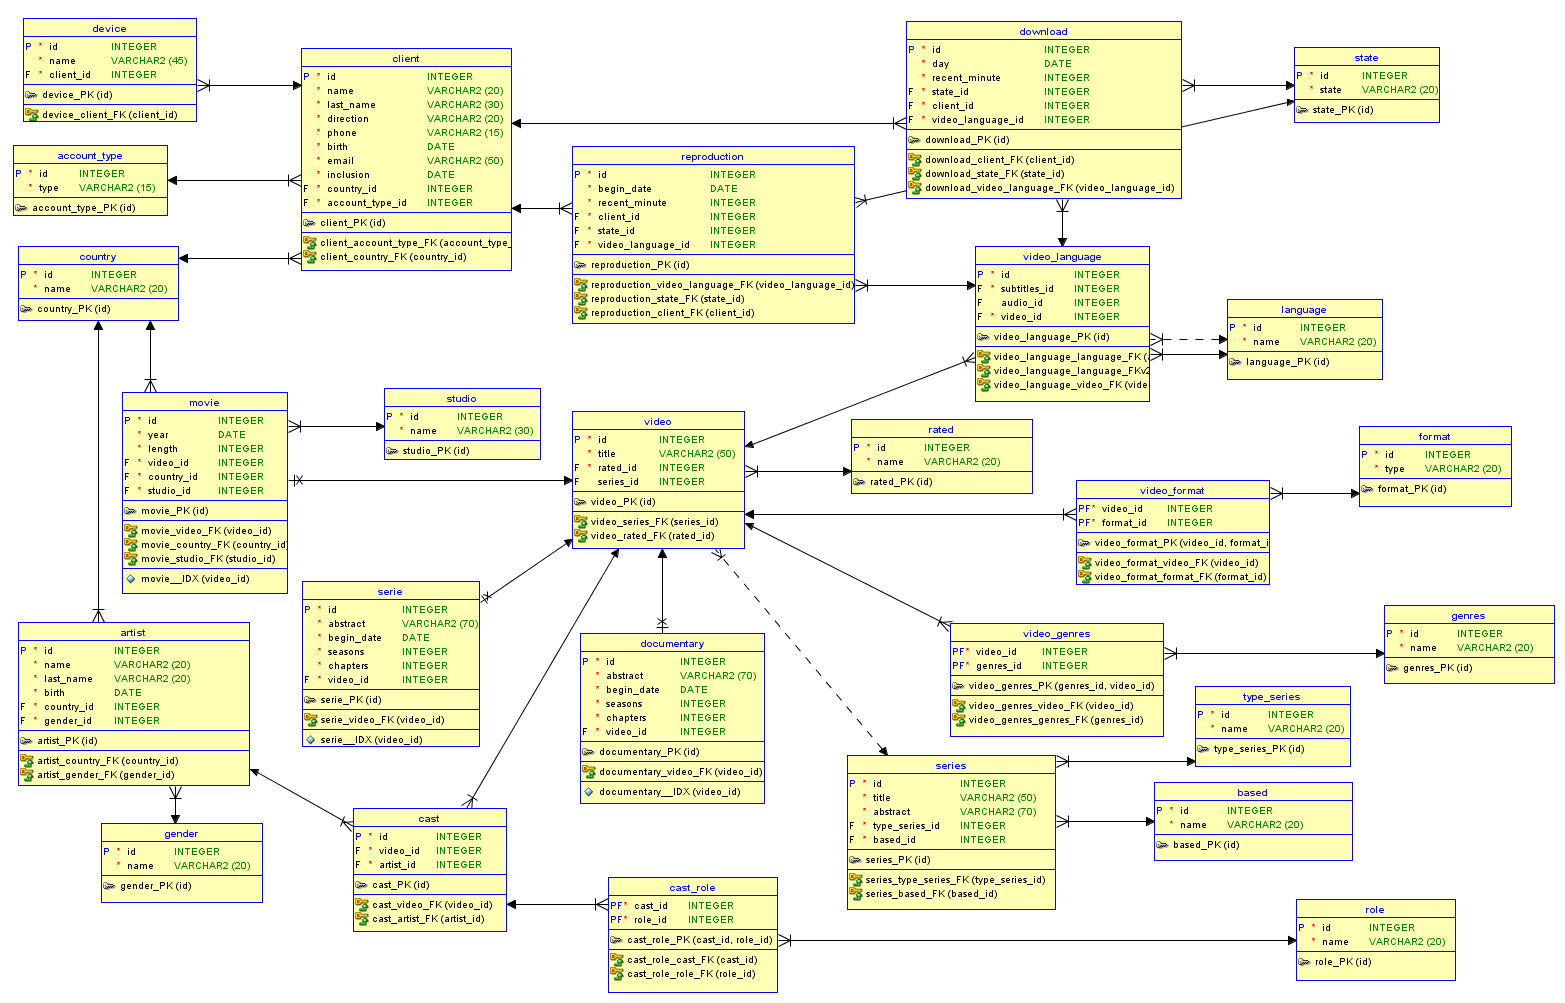 device
P * id INTEGER
* name VARCHAR2 (45)
F * client_id INTEGER
device_PK (id)
device_client_FK (client_id)
client
P * id INTEGER
* name VARCHAR2 (20)
* last_name VARCHAR2 (30)
* direction VARCHAR2 (20)
* phone VARCHAR2 (15)
* birth DATE
* email VARCHAR2 (50)
* inclusion DATE
F * country_id INTEGER
F * account_type_id INTEGER
client_PK (id)
client_account_type_FK (account_type_
client_country_FK (country_id)
download
P * id INTEGER
* day DATE
* recent_minute INTEGER
F * state_id INTEGER
F * client_id INTEGER
F * video_language_id INTEGER
download_PK (id)
download_client_FK (client_id)
download_state_FK (state_id)
download_video_language_FK (video_language_id)
state
P * id INTEGER
* state VARCHAR2 (20)
state_PK (id)
account_type
P * id INTEGER
* type VARCHAR2 (15)
account_type_PK (id)
reproduction
P * id INTEGER
* begin_date DATE
* recent_minute INTEGER
F * client_id INTEGER
F * state_id INTEGER
F * video_language_id INTEGER
reproduction_PK (id)
reproduction_video_language_FK (video_language_id)
reproduction_state_FK (state_id)
reproduction_client_FK (client_id)
country
P * id INTEGER
* name VARCHAR2 (20)
country_PK (id)
video_language
P * id INTEGER
F * subtitles_id INTEGER
F audio_id INTEGER
F * video_id INTEGER
video_language_PK (id)
video_language_language_FK (
video_language_language_FKv2
video_language_video_FK (vide
language
P * id INTEGER
* name VARCHAR2 (20)
language_PK (id)
movie
P * id INTEGER
* year DATE
* length INTEGER
F * video_id INTEGER
F * country_id INTEGER
F * studio_id INTEGER
movie_PK (id)
movie_video_FK (video_id)
movie_country_FK (country_id)
movie_studio_FK (studio_id)
movie__IDX (video_id)
studio
P * id INTEGER
* name VARCHAR2 (30)
studio_PK (id)
video
P * id INTEGER
* title VARCHAR2 (50)
F * rated_id INTEGER
F series_id INTEGER
video_PK (id)
video_series_FK (series_id)
video_rated_FK (rated_id)
rated
P * id INTEGER
* name VARCHAR2 (20)
rated_PK (id)
format
P * id INTEGER
* type VARCHAR2 (20)
format_PK (id)
video_format
PF* video_id INTEGER
PF* format_id INTEGER
video_format_PK (video_id, format_i
video_format_video_FK (video_id)
video_format_format_FK (format_id)
serie
P * id INTEGER
* abstract VARCHAR2 (70)
* begin_date DATE
* seasons INTEGER
* chapters INTEGER
F * video_id INTEGER
serie_PK (id)
serie_video_FK (video_id)
serie__IDX (video_id)
artist
P * id INTEGER
* name VARCHAR2 (20)
* last_name VARCHAR2 (20)
* birth DATE
F * country_id INTEGER
F * gender_id INTEGER
artist_PK (id)
artist_country_FK (country_id)
artist_gender_FK (gender_id)
documentary
P * id INTEGER
* abstract VARCHAR2 (70)
* begin_date DATE
* seasons INTEGER
* chapters INTEGER
F * video_id INTEGER
documentary_PK (id)
documentary_video_FK (video_id)
documentary__IDX (video_id)
video_genres
PF* video_id INTEGER
PF* genres_id INTEGER
video_genres_PK (genres_id, video_id)
video_genres_video_FK (video_id)
video_genres_genres_FK (genres_id)
genres
P * id INTEGER
* name VARCHAR2 (20)
genres_PK (id)
type_series
P * id INTEGER
* name VARCHAR2 (20)
type_series_PK (id)
series
P * id INTEGER
* title VARCHAR2 (50)
* abstract VARCHAR2 (70)
F * type_series_id INTEGER
F * based_id INTEGER
series_PK (id)
series_type_series_FK (type_series_id)
series_based_FK (based_id)
based
P * id INTEGER
* name VARCHAR2 (20)
based_PK (id)
gender
P * id INTEGER
* name VARCHAR2 (20)
gender_PK (id)
cast
P * id INTEGER
F * video_id INTEGER
F * artist_id INTEGER
cast_PK (id)
cast_video_FK (video_id)
cast_artist_FK (artist_id)
cast_role
PF* cast_id INTEGER
PF* role_id INTEGER
cast_role_PK (cast_id, role_id)
cast_role_cast_FK (cast_id)
cast_role_role_FK (role_id)
role
P * id INTEGER
* name VARCHAR2 (20)
role_PK (id)